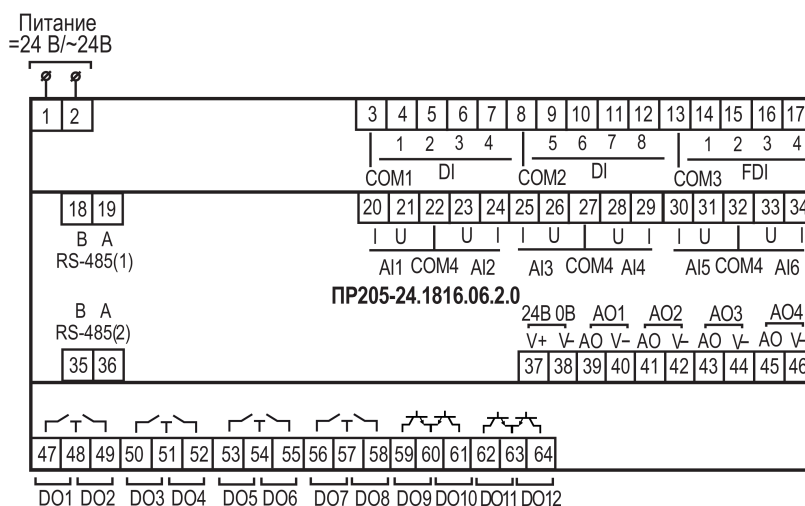 Питание
=24 В/~24В
1 2 3 4 5 6 7 8 9 10 11 12 13 14 15 16 17
1 2 3 4 5 6 7 8 1 2 3 4
COM1 DI COM2 DI COM3 FDI
18 19 20 21 22 23 24 25 26 27 28 29 30 31 32 33 34
B A I U U I I U U I I U U I
RS-485(1) AI1 COM4 AI2 AI3 COM4 AI4 AI5 COM4 AI6
ПР205-24.1816.06.2.0
B A 24В 0В AO1 AO2 AO3 AO4
RS-485(2) V+ V- AO V- AO V- AO V- AO V-
35 36 37 38 39 40 41 42 43 44 45 46
47 48 49 50 51 52 53 54 55 56 57 58 59 60 61 62 63 64
DO1 DO2 DO3 DO4 DO5 DO6 DO7 DO8 DO9 DO10 DO11 DO12